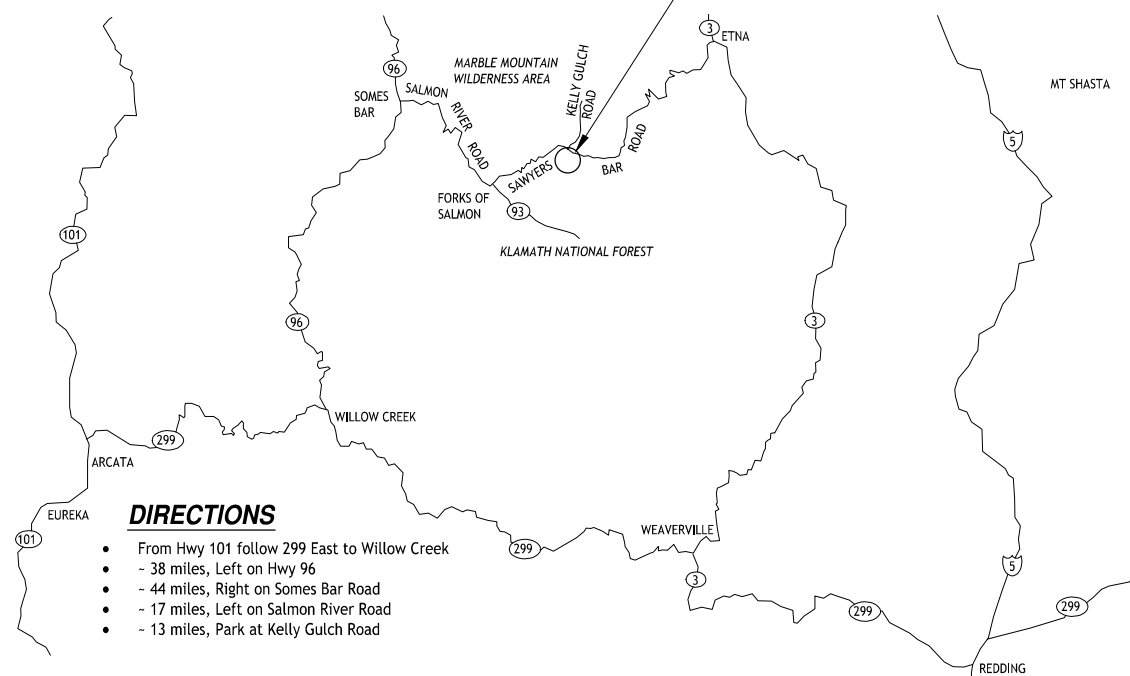 3
ETNA
MARBLE MOUNTAIN
WILDERNESS AREA
KELLY GULCH
ROAD
96
SALMON
RIVER
ROAD
SOMES
BAR
MT SHASTA
5
SAWYERS
BAR
ROAD
FORKS OF
SALMON
93
101
KLAMATH NATIONAL FOREST
96
3
WILLOW CREEK
299
ARCATA
EUREKA
101
DIRECTIONS
• From Hwy 101 follow 299 East to Willow Creek
• ~ 38 miles, Left on Hwy 96
• ~ 44 miles, Right on Somes Bar Road
• ~ 17 miles, Left on Salmon River Road
• ~ 13 miles, Park at Kelly Gulch Road
WEAVERVILLE
299
3
5
299
299
REDDING